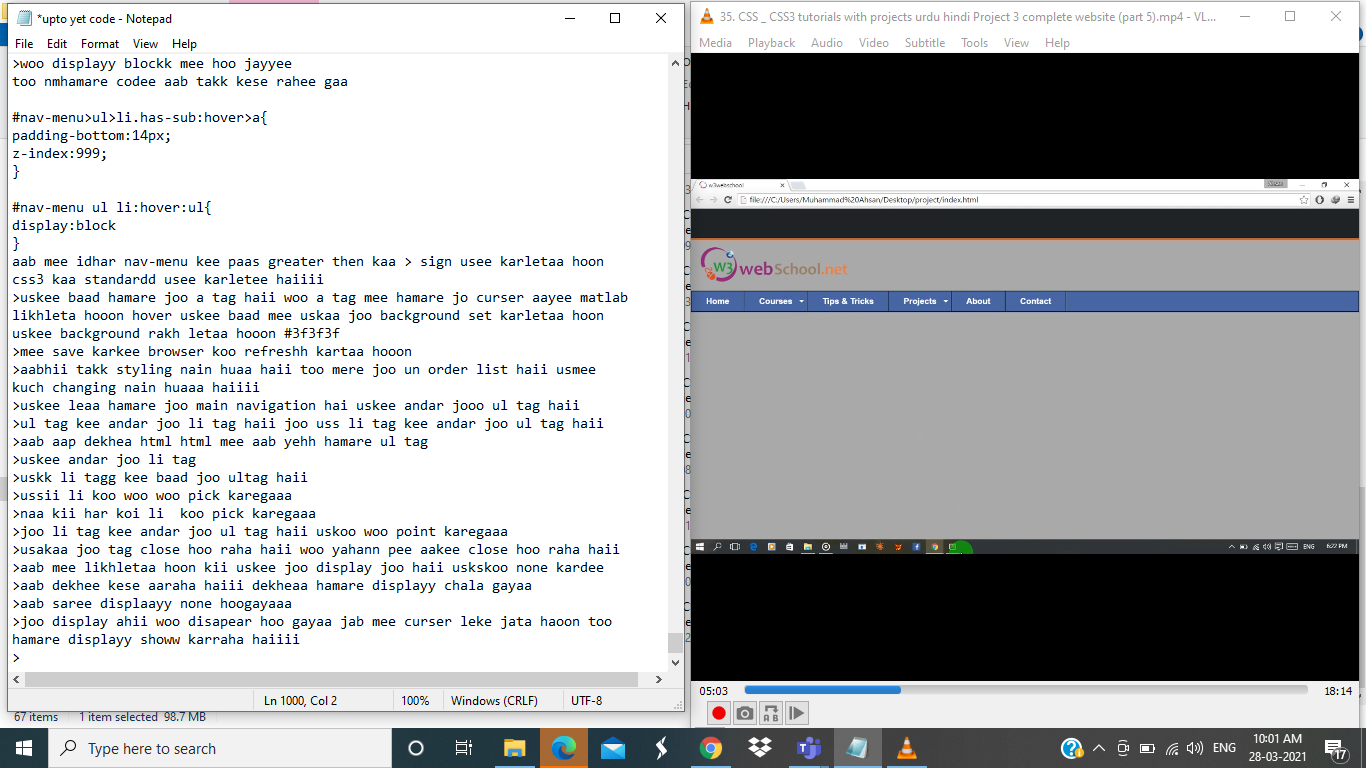 *upto yet code - Notepad
File Edit Format View Help
>woo displayy blockk mee hoo jayyee
too nmhamare codee aab takk kese rahee gaa
#nav-menu>ul>li.has-sub:hover>a{
padding-bottom:14px;
z-index:999;
}
#nav-menu ul li:hover:ul{
display:block
}
aab mee idhar nav-menu kee paas greater then kaa > sign usee karletaa hoon
css3 kaa standardd usee karletee haiiii
>uskee baad hamare joo a tag haii woo a tag mee hamare jo curser aayee matlab
likhleta hooon hover uskee baad mee uskaa joo background set karletaa hoon
uskee background rakh letaa hooon #3f3f3f
>mee save karkee browser koo refreshh kartaa hooon
>aabhii takk styling nain huaa haii too mere joo un order list haii usmee
kuch changing nain huaaa haiiii
>uskee leaa hamare joo main navigation hai uskee andar jooo ul tag haii
>ul tag kee andar joo li tag haii joo uss li tag kee andar joo ul tag haii
>aab aap dekhea html html mee aab yehh hamare ul tag
>uskee andar joo li tag
>uskk li tagg kee baad joo ultag haii
>ussii li koo woo woo pick karegaaa
>naa kii har koi li  koo pick karegaaa
>joo li tag kee andar joo ul tag haii uskoo woo point karegaaa
>usakaa joo tag close hoo raha haii woo yahann pee aakee close hoo raha haii
>aab mee likhletaa hoon kii uskee joo display joo haii uskskoo none kardee
>aab dekhee kese aaraha haiii dekheaa hamare displayy chala gayaa
>aab saree displaayy none hoogayaaa
>joo display ahii woo disapear hoo gayaa jab mee curser leke jata haoon too
hamare displayy showw karraha haiiii
>
Ln 1000, Col 2 100% Windows (CRLF) UTF-8
67 items 1 item selected 98.7 MB
35. CSS _ CSS3 tutorials with projects urdu hindi Project 3 complete website (part 5).mp4 - VL...
Media Playback Audio Video Subtitle Tools View Help
w3webschool
file:///C:/Users/Muhammad%20Ahsan/Desktop/project/index.html
W3 webSchool.net
Home Courses Tips & Tricks Projects About Contact
ENG 6:22 PM
05:03 18:14
Type here to search
ENG
10:01 AM
28-03-2021
17